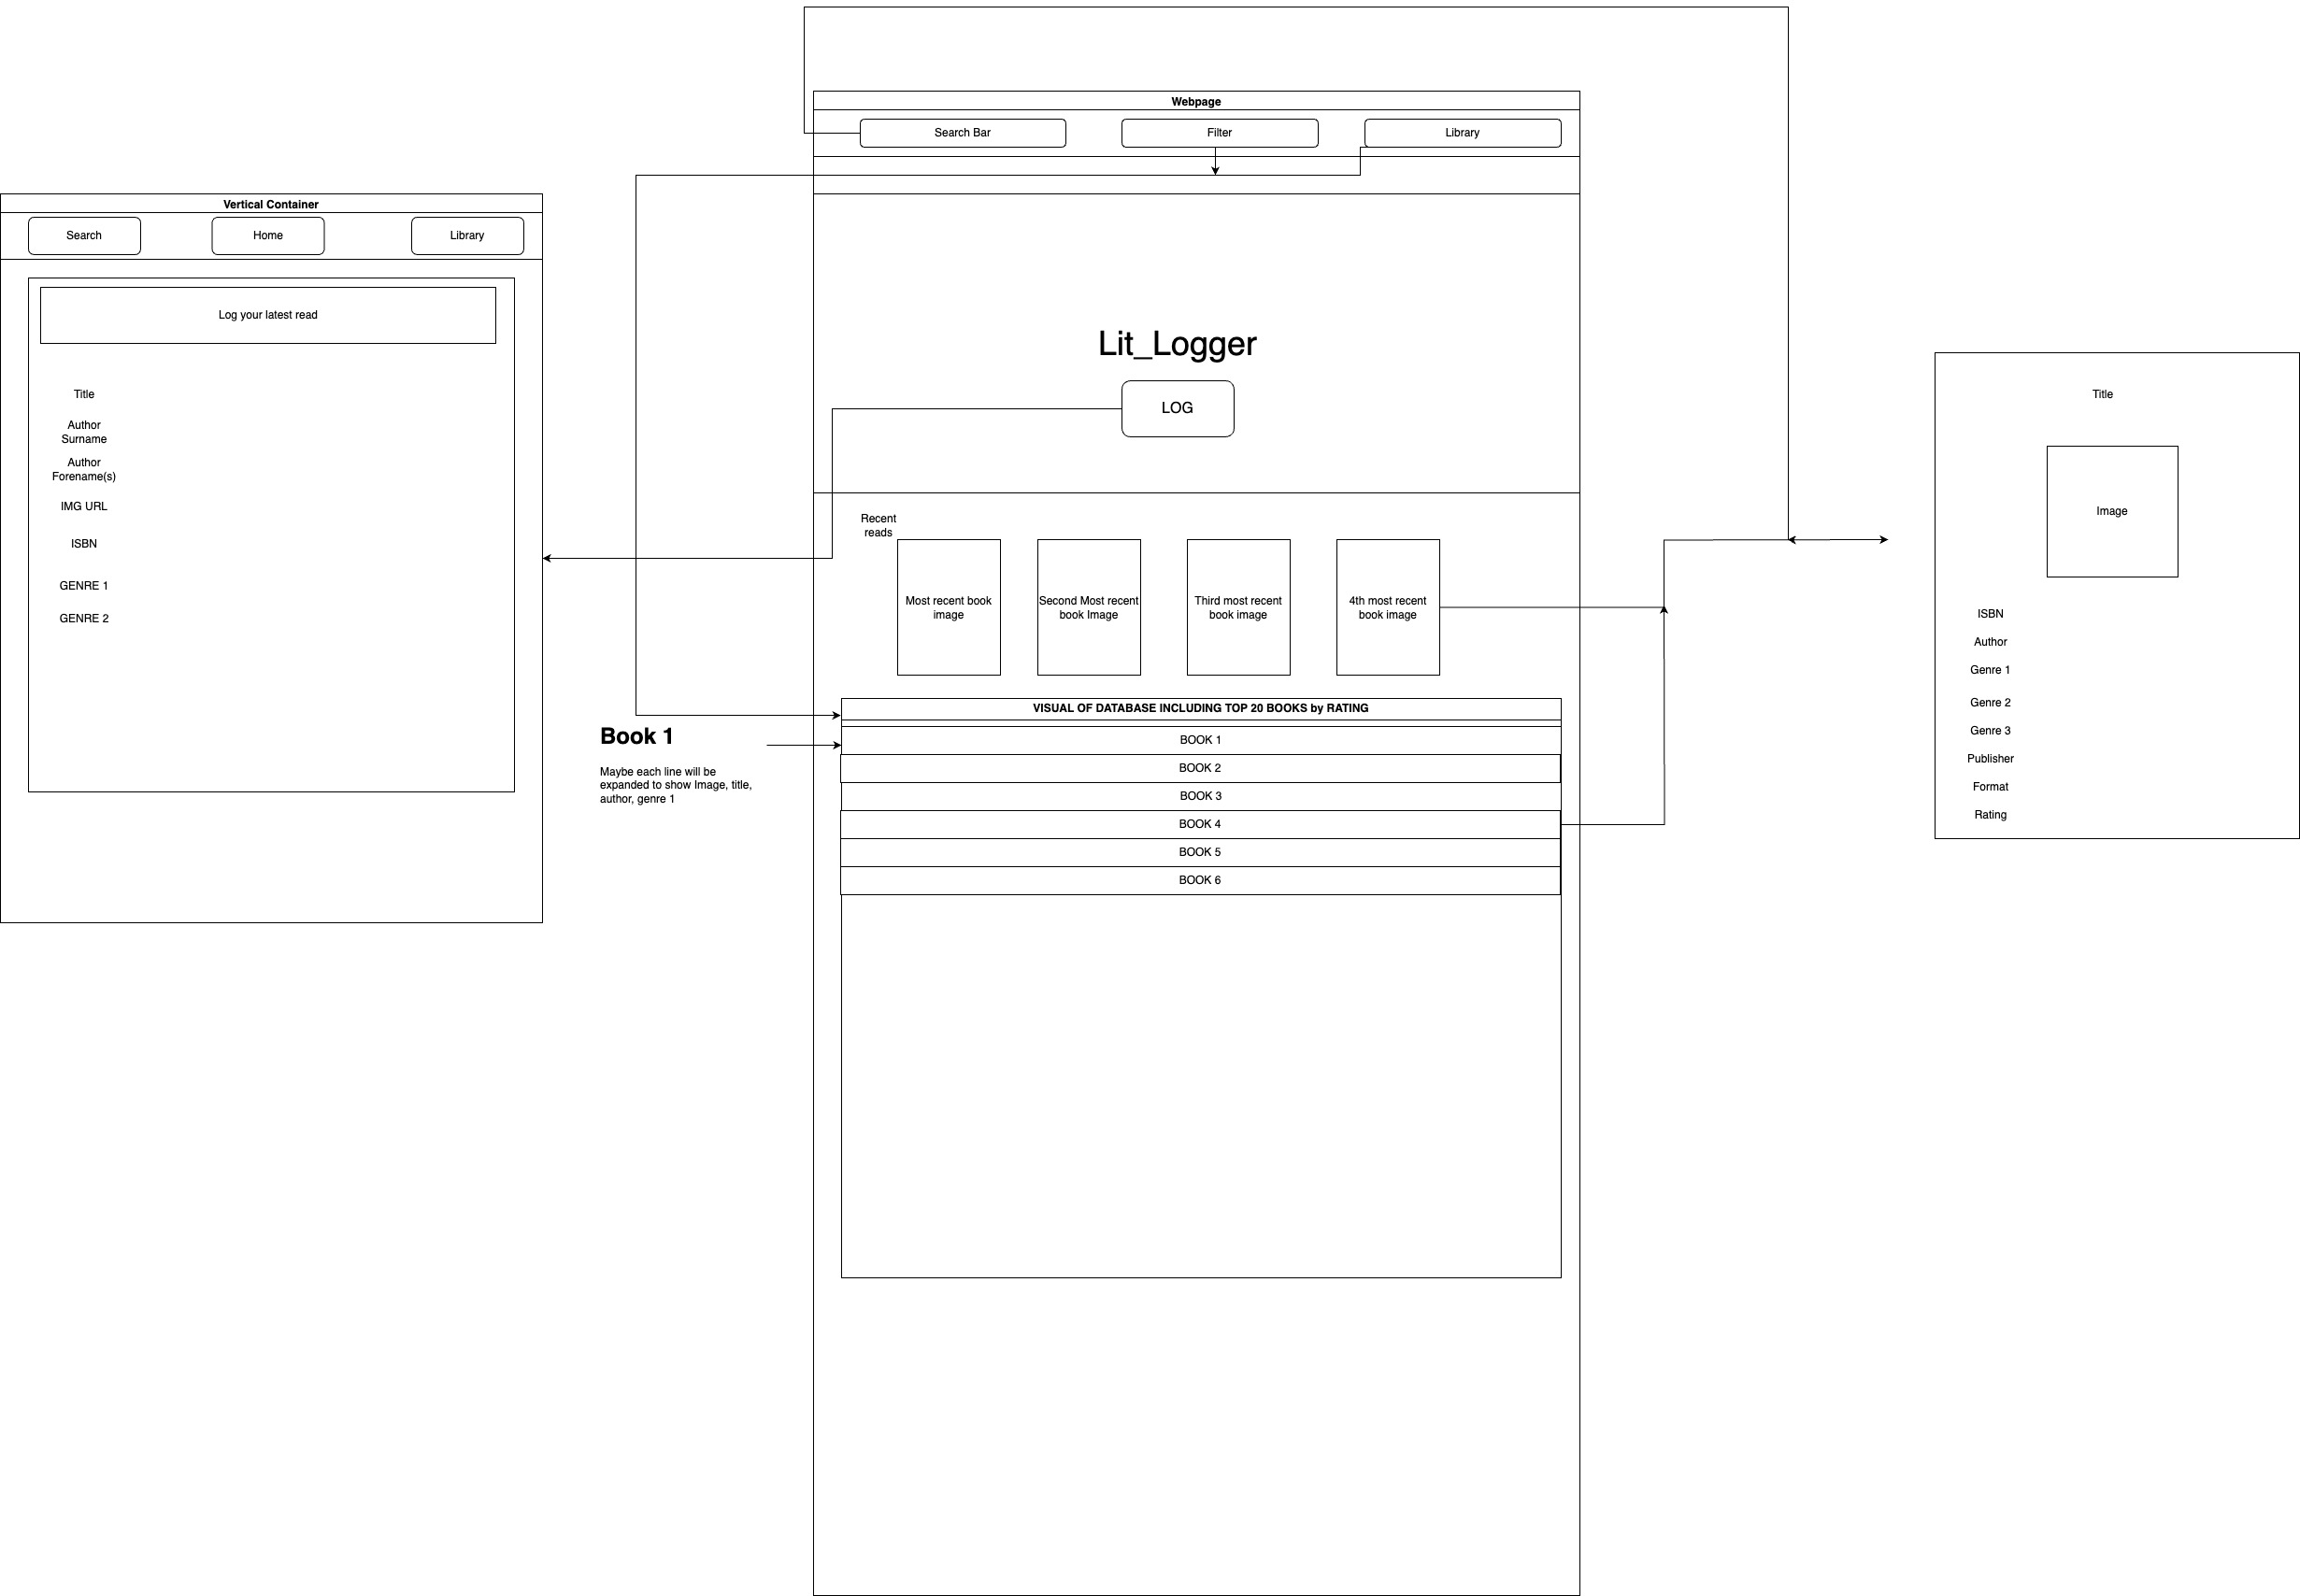 Webpage
Search Bar
Filter
Library
Vertical Container
Search
Home
Library
Log your latest read
Title
Author
Surname
Author
Forename(s)
IMG URL
ISBN
GENRE 1
GENRE 2
Lit_Logger
LOG
Recent
reads
Most recent book
image
Second Most recent
book Image
Third most recent
book image
4th most recent
book image
VISUAL OF DATABASE INCLUDING TOP 20 BOOKS by RATING
BOOK 1
BOOK 2
BOOK 3
BOOK 4
BOOK 5
BOOK 6
Book 1
Maybe each line will be
expanded to show Image, title,
author, genre 1
Title
Image
ISBN
Author
Genre 1
Genre 2
Genre 3
Publisher
Format
Rating